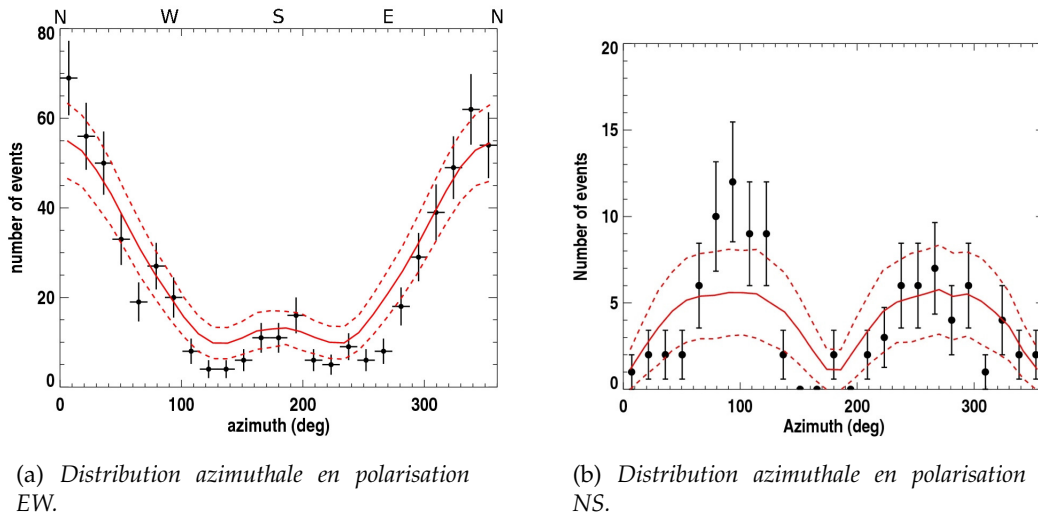 N W S E N
80
60
40
20
0
0 100 200 300
number of events
azimuth (deg)
(a) Distribution azimuthale en polarisation
EW.
20
15
10
5
0
0 100 200 300
Number of events
Azimuth (deg)
(b) Distribution azimuthale en polarisation
NS.